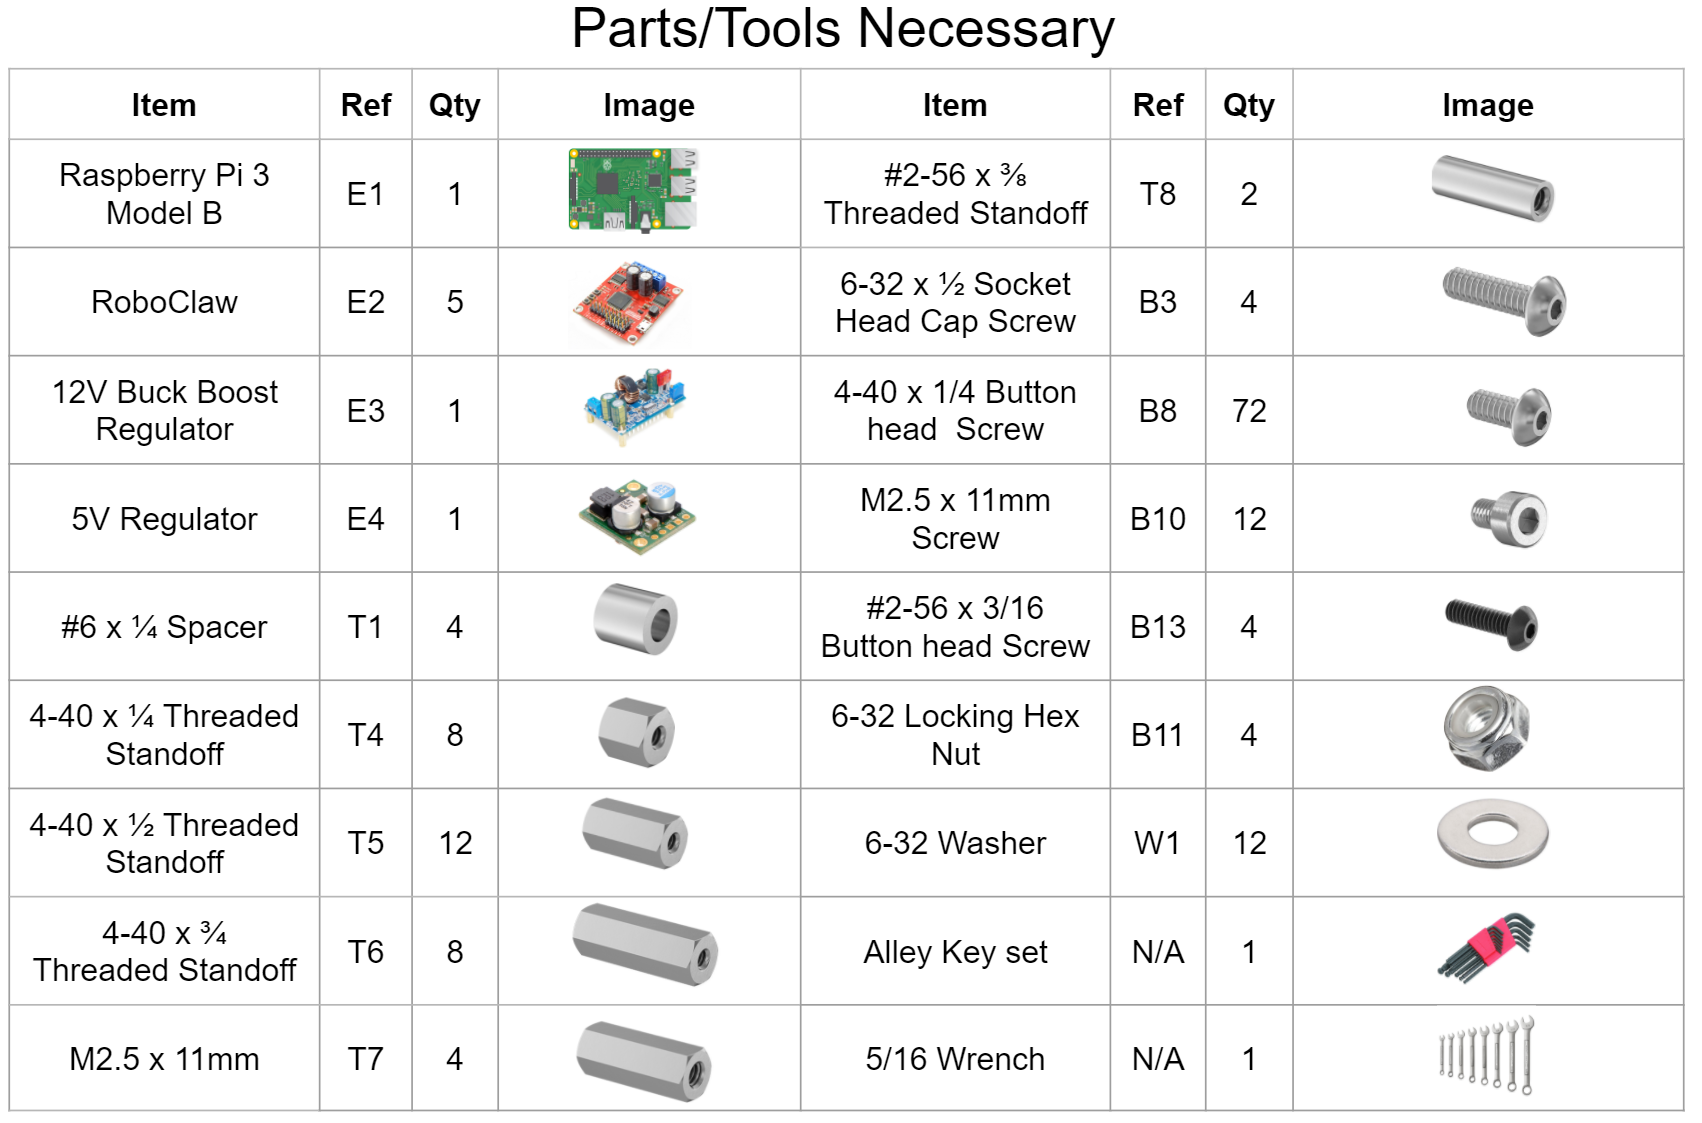 Parts/Tools Necessary
Item Ref Qty Image Item Ref Qty Image
Raspberry Pi 3
Model B
E1 1
#2-56 x ⅜
Threaded Standoff
T8 2
RoboClaw
E2 5
6-32 x ½ Socket
Head Cap Screw
B3 4
12V Buck Boost
Regulator
E3 1
4-40 x 1/4 Button
head  Screw
B8 72
5V Regulator
E4 1
M2.5 x 11mm
Screw
B10 12
#6 x ¼ Spacer
T1 4
#2-56 x 3/16
Button head Screw
B13 4
4-40 x ¼ Threaded
Standoff
T4 8
6-32 Locking Hex
Nut
B11 4
4-40 x ½ Threaded
Standoff
T5 12
6-32 Washer
W1 12
4-40 x ¾
Threaded Standoff
T6 8
Alley Key set
N/A 1
M2.5 x 11mm
T7 4
5/16 Wrench
N/A 1